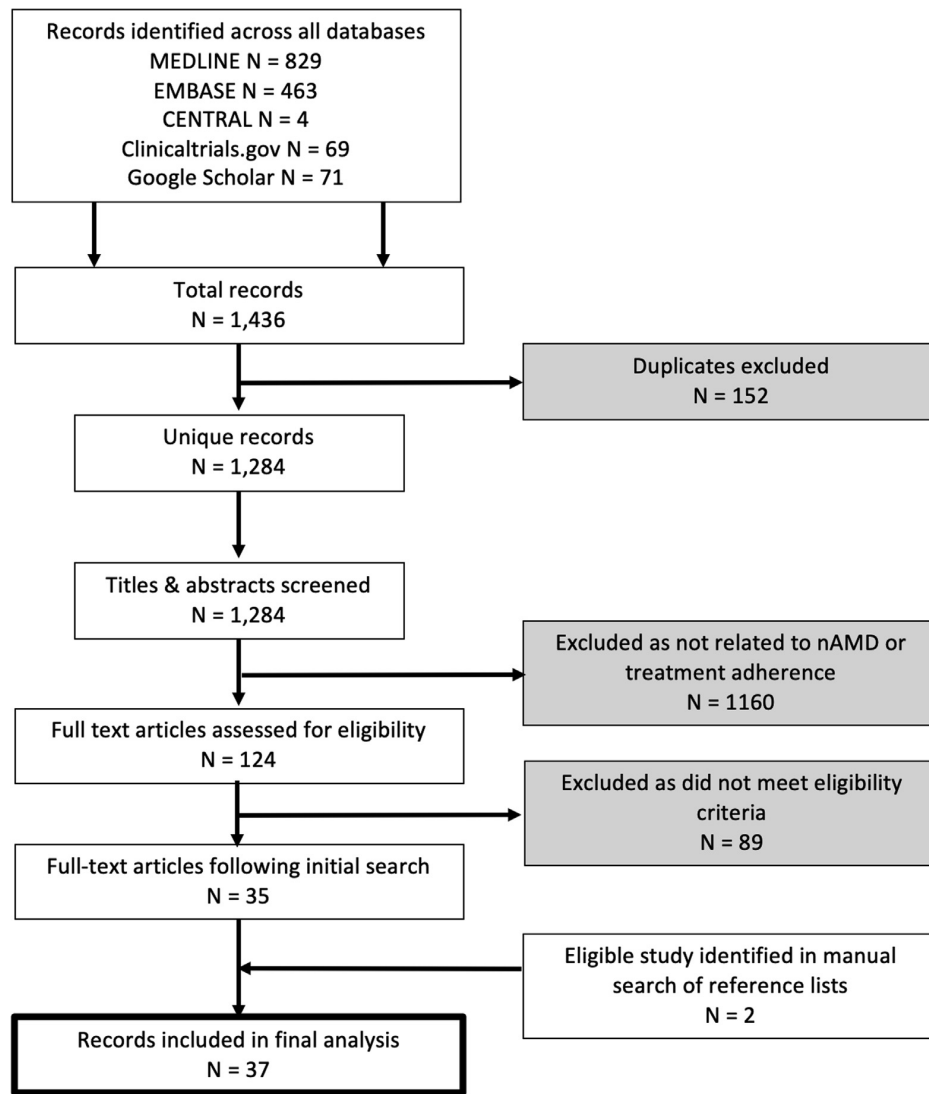 Records identified across all databases
MEDLINE N = 829
EMBASE N = 463
CENTRAL N = 4
Clinicaltrials.gov N = 69
Google Scholar N = 71
Total records
N = 1,436
Duplicates excluded
N = 152
Unique records
N = 1,284
Titles & abstracts screened
N = 1,284
Excluded as not related to nAMD or
treatment adherence
N = 1160
Full text articles assessed for eligibility
N = 124
Excluded as did not meet eligibility
criteria
N = 89
Full-text articles following initial search
N = 35
Eligible study identified in manual
search of reference lists
N = 2
Records included in final analysis
N = 37